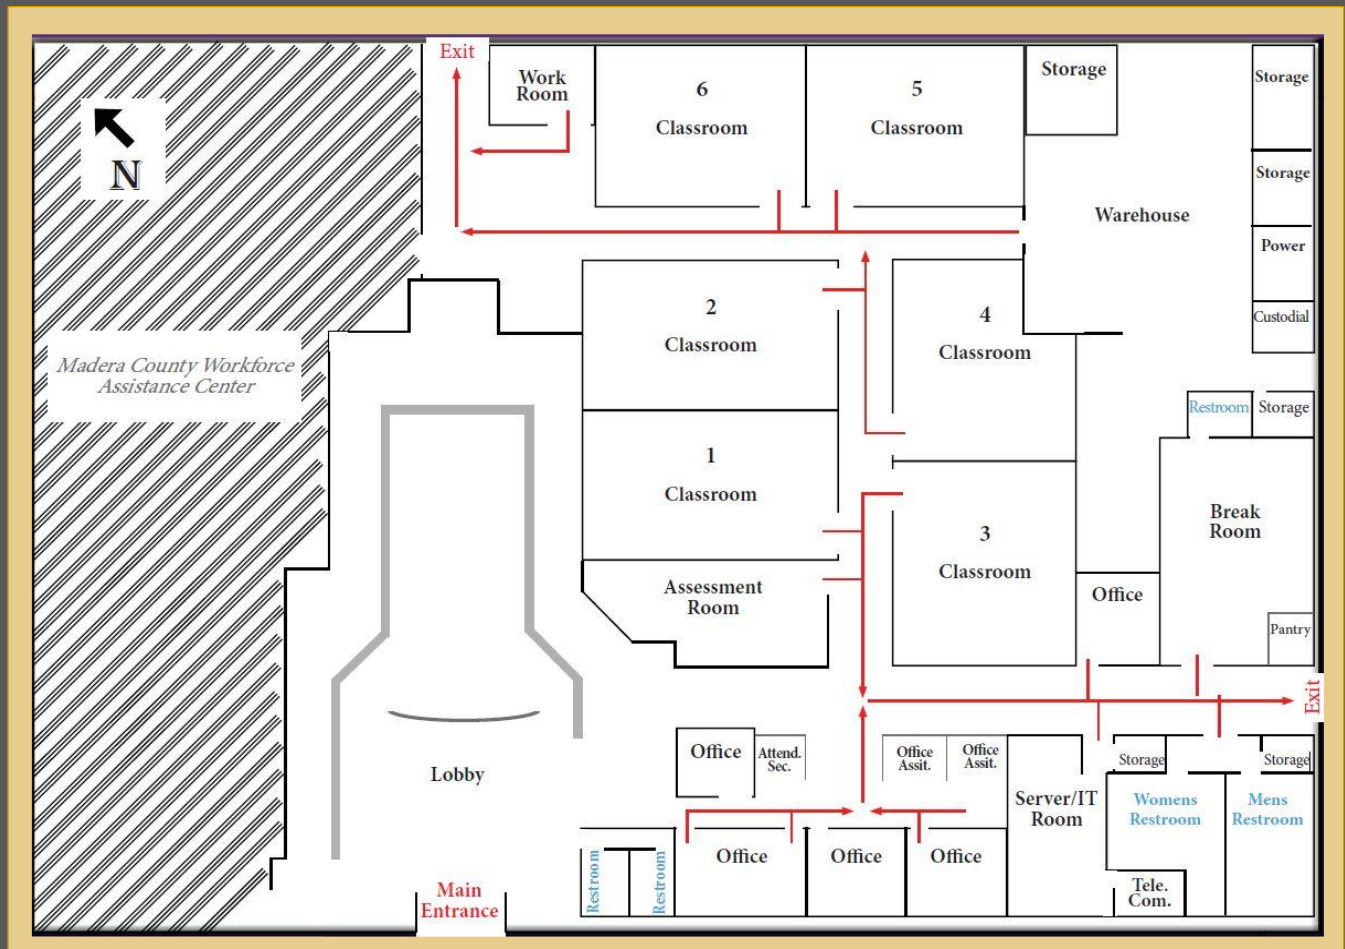 Exit
Work
Room
6
Classroom
5
Classroom
Storage
Storage
N
Storage
Warehouse
Power
2
Classroom
4
Classroom
Custodial
Madera County Workforce
Assistance Center
Restroom
Storage
1
Classroom
Break
Room
3
Classroom
Assessment
Room
Office
Pantry
Exit
Office
Attend.
Sec.
Office
Assit.
Office
Assit.
Storage
Storage
Lobby
Server/IT
Room
Womens
Restroom
Mens
Restroom
Restroom
Restroom
Office
Office
Office
Tele.
Com.
Main
Entrance